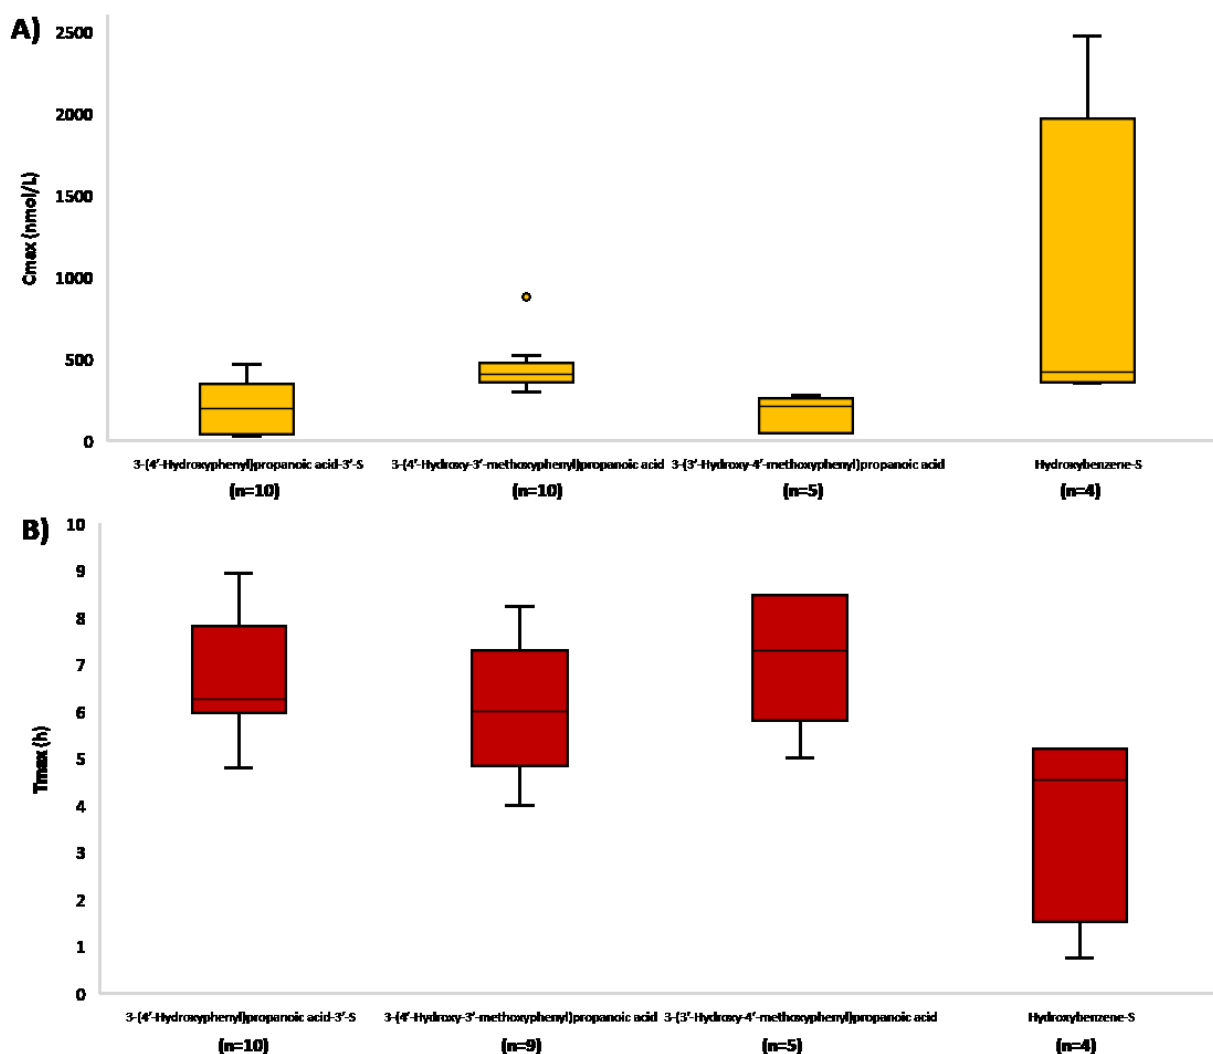 A)
Cmax (nmol/L)
2500
2000
1500
1000
500
0
3-(4′-Hydroxyphenyl)propanoic acid-3′-S 3-(4′-Hydroxy-3′-methoxyphenyl)propanoic acid 3-(3′-Hydroxy-4′-methoxyphenyl)propanoic acid Hydroxybenzene-S
(n=10) (n=10) (n=5) (n=4)
B)
Tmax (h)
10
9
8
7
6
5
4
3
2
1
0
3-(4′-Hydroxyphenyl)propanoic acid-3′-S 3-(4′-Hydroxy-3′-methoxyphenyl)propanoic acid 3-(3′-Hydroxy-4′-methoxyphenyl)propanoic acid Hydroxybenzene-S
(n=10) (n=9) (n=5) (n=4)